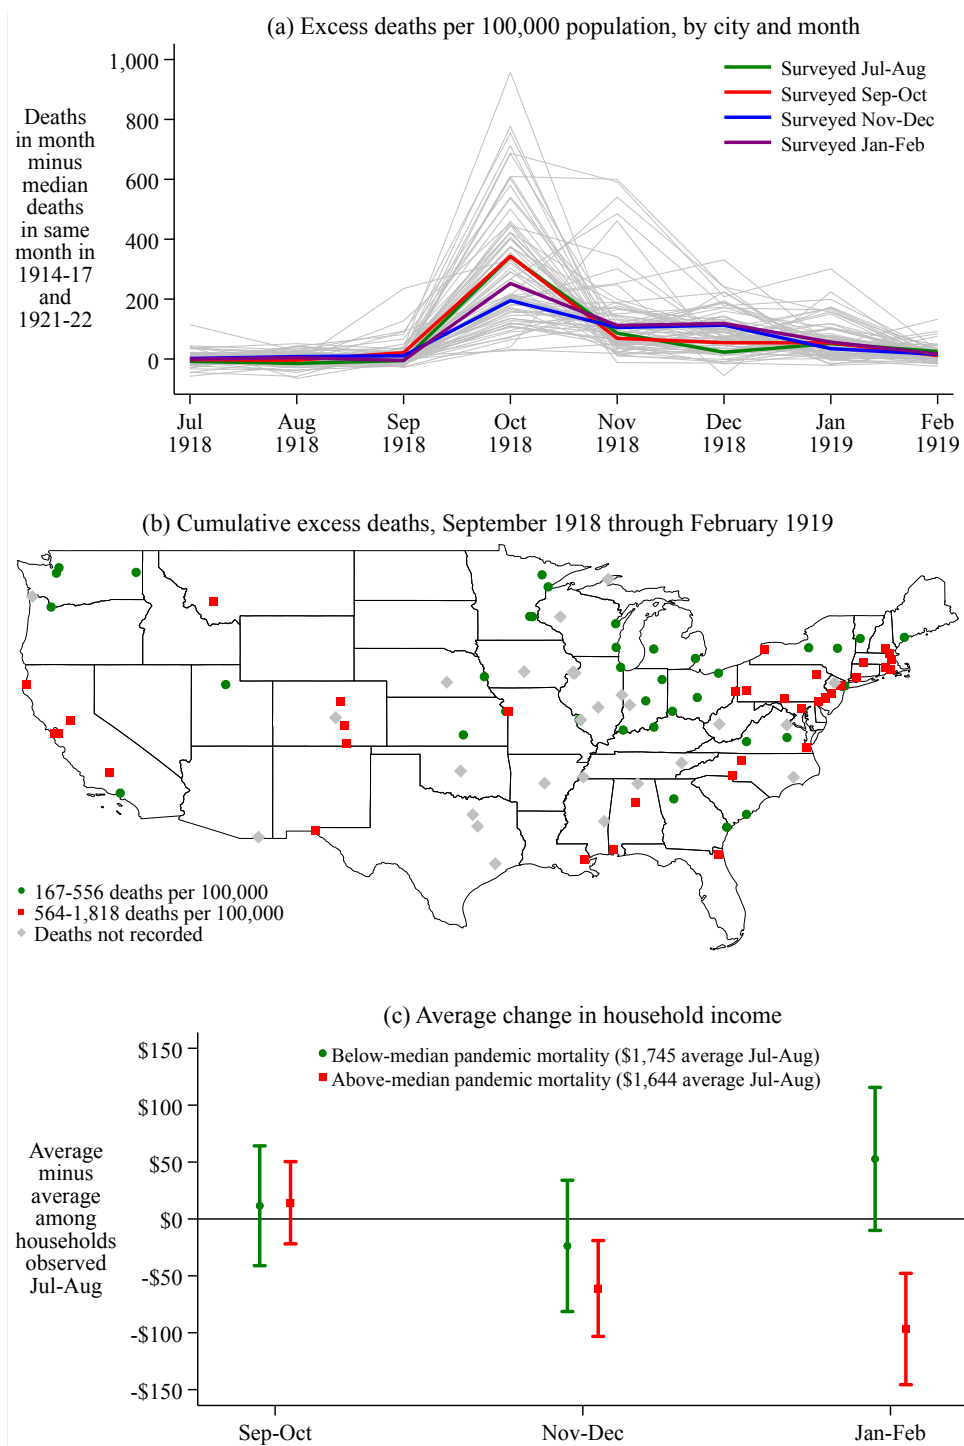 (a) Excess deaths per 100,000 population, by city and month
Deaths
in month
minus
median
deaths
in same
month in
1914-17
and
1921-22
1,000
800
600
400
200
0
Surveyed Jul-Aug
Surveyed Sep-Oct
Surveyed Nov-Dec
Surveyed Jan-Feb
Jul Aug Sep Oct Nov Dec Jan Feb
1918 1918 1918 1918 1918 1918 1919 1919
(b) Cumulative excess deaths, September 1918 through February 1919
167-556 deaths per 100,000
564-1,818 deaths per 100,000
Deaths not recorded
(c) Average change in household income
Average
minus
average
among
households
observed
Jul-Aug
$150
$100
$50
$0
-$50
-$100
-$150
Below-median pandemic mortality ($1,745 average Jul-Aug)
Above-median pandemic mortality ($1,644 average Jul-Aug)
Sep-Oct Nov-Dec Jan-Feb